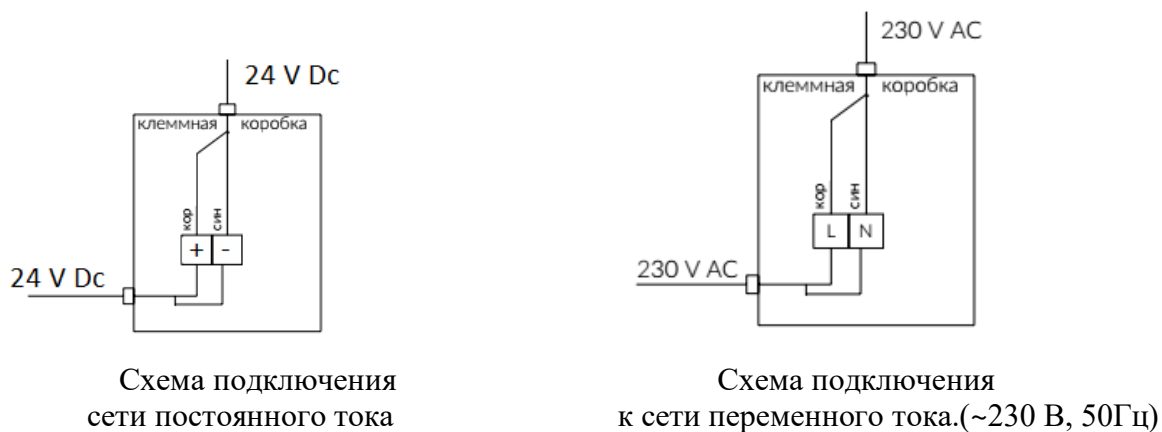 24 V Dc
клеммная коробка
кор
син
+ -
24 V Dc
Схема подключения
сети постоянного тока
230 V AC
клеммная коробка
кор
син
L N
230 V AC
Схема подключения
к сети переменного тока.(~230 В, 50Гц)